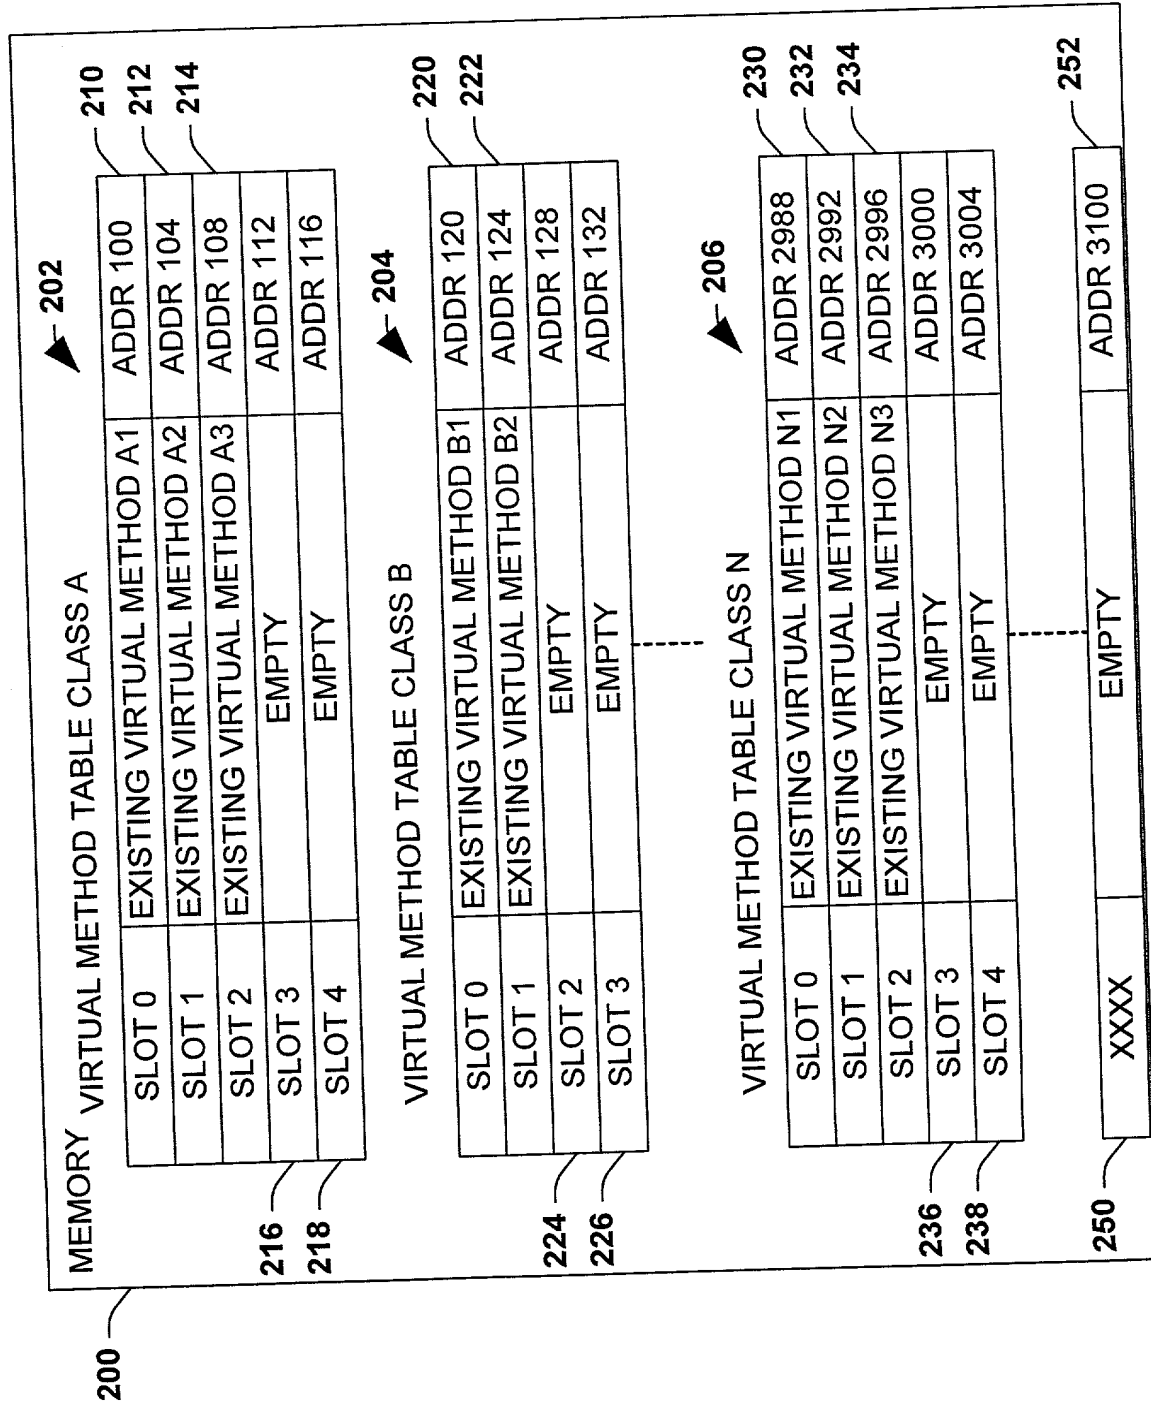 MEMORY
200
VIRTUAL METHOD TABLE CLASS A
202
SLOT 0 EXISTING VIRTUAL METHOD A1 ADDR 100 210
SLOT 1 EXISTING VIRTUAL METHOD A2 ADDR 104 212
SLOT 2 EXISTING VIRTUAL METHOD A3 ADDR 108 214
216 SLOT 3 EMPTY ADDR 112
218 SLOT 4 EMPTY ADDR 116
VIRTUAL METHOD TABLE CLASS B
204
SLOT 0 EXISTING VIRTUAL METHOD B1 ADDR 120 220
SLOT 1 EXISTING VIRTUAL METHOD B2 ADDR 124 222
224 SLOT 2 EMPTY ADDR 128
226 SLOT 3 EMPTY ADDR 132
VIRTUAL METHOD TABLE CLASS N
206
SLOT 0 EXISTING VIRTUAL METHOD N1 ADDR 2988 230
SLOT 1 EXISTING VIRTUAL METHOD N2 ADDR 2992 232
SLOT 2 EXISTING VIRTUAL METHOD N3 ADDR 2996 234
236 SLOT 3 EMPTY ADDR 3000
238 SLOT 4 EMPTY ADDR 3004
250 XXXX EMPTY ADDR 3100 252